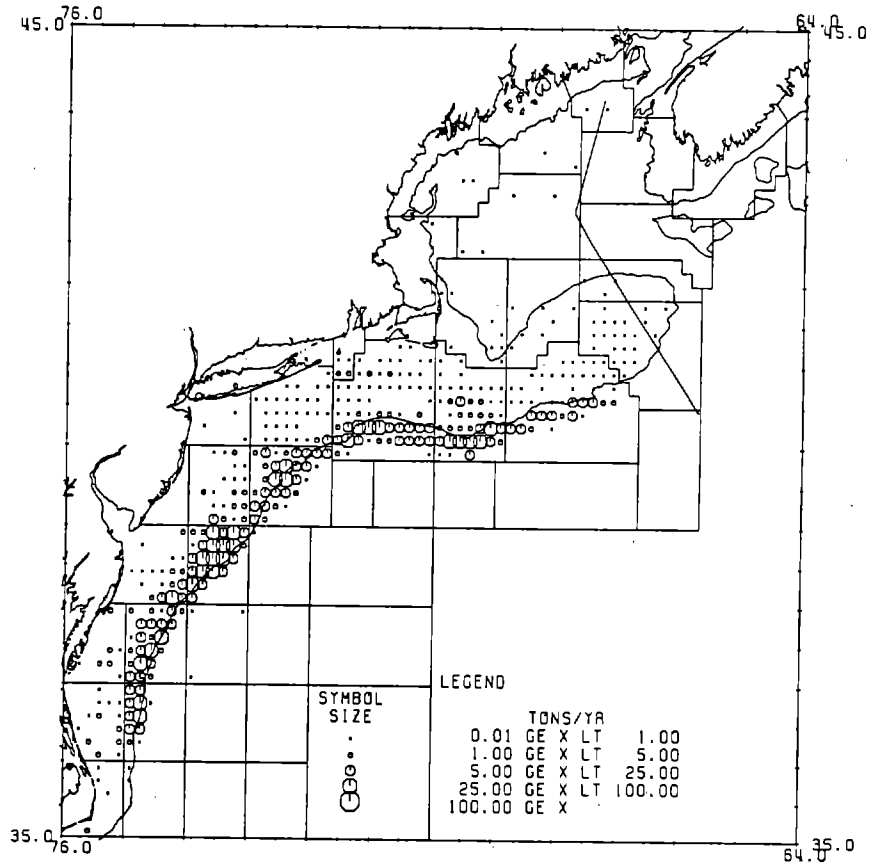 76.0 64.0
45.0 45.0
LEGEND
SYMBOL
SIZE
TONS/YR
0.01 GE X LT 1.00
1.00 GE X LT 5.00
5.00 GE X LT 25.00
25.00 GE X LT 100.00
100.00 GE X
35.0 35.0
76.0 64.0